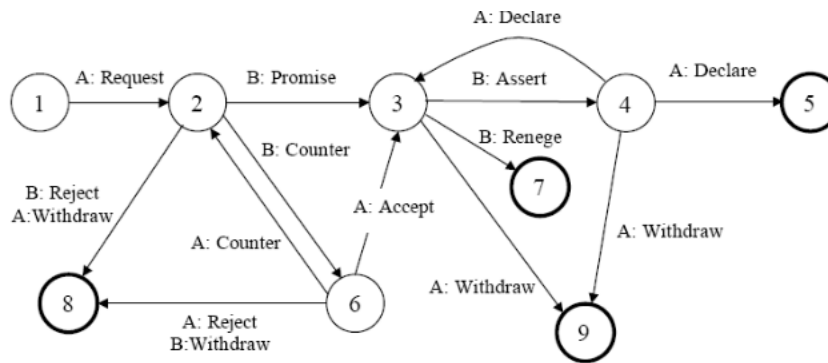 A: Declare
A: Request
B: Promise
B: Assert
A: Declare
1
2
3
4
5
B: Renege
B: Counter
7
B: Reject
A:Withdraw
A: Accept
A: Counter
A: Withdraw
A: Withdraw
8
6
A: Reject
B:Withdraw
9